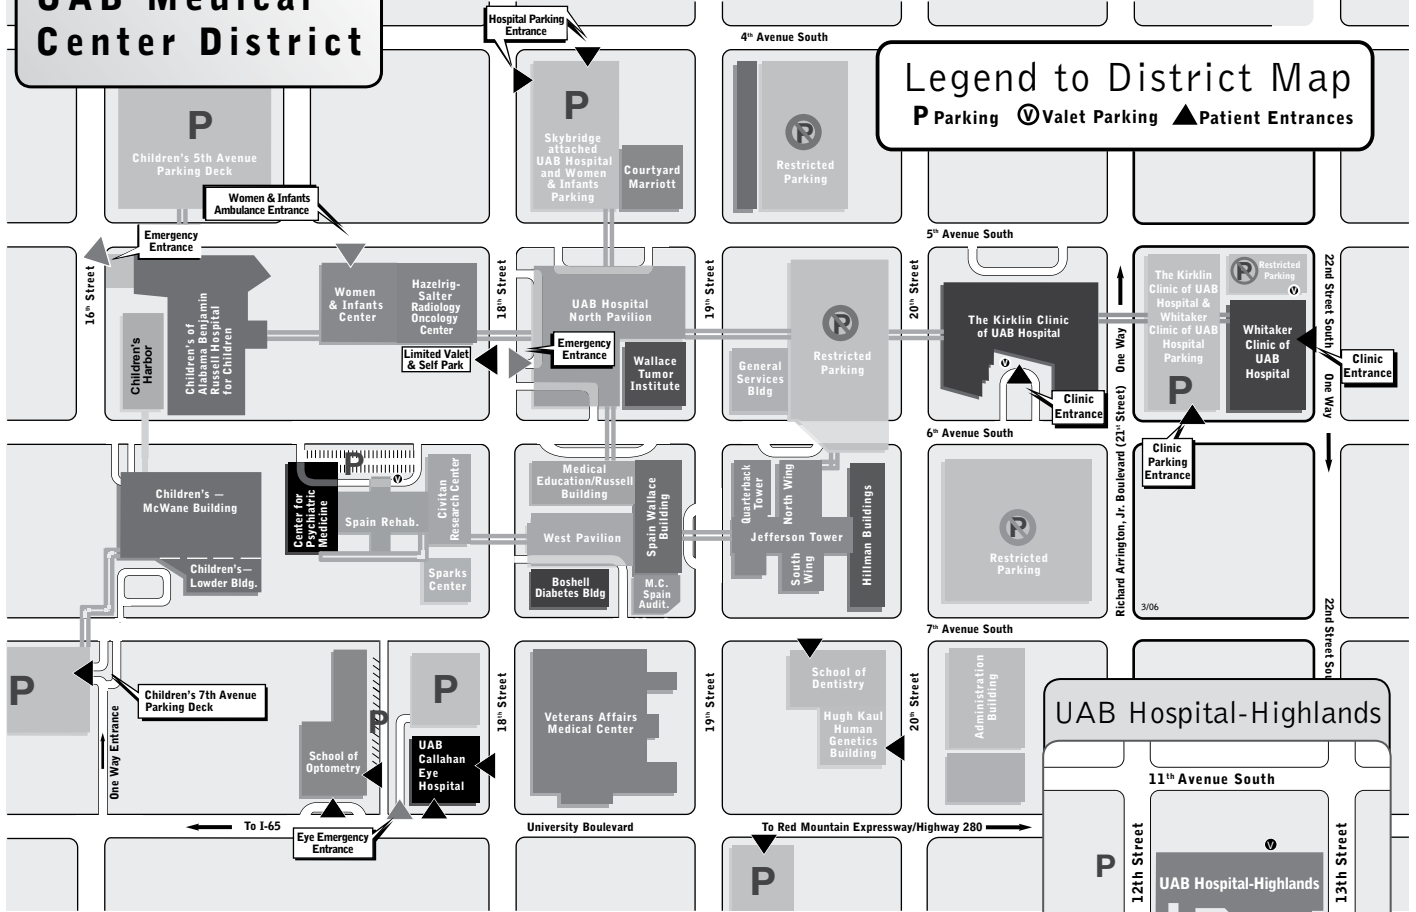 UAB Medical
Center District
Hospital Parking
Entrance
4th Avenue South
Legend to District Map
P Parking
V Valet Parking
Patient Entrances
P
Children's 5th Avenue
Parking Deck
P
Skybridge
attached
UAB Hospital
and Women
& Infants
Parking
Courtyard
Marriott
P
Restricted
Parking
Women & Infants
Ambulance Entrance
Emergency
Entrance
5th Avenue South
16th Street
18th Street
19th Street
20th Street
One Way
22nd Street South
One Way
Children's
Harbor
Children's of
Alabama Benjamin
Russell Hospital
for Children
Women
& Infants
Center
Hazelrig-
Salter
Radiology
Oncology
Center
Limited Valet
& Self Park
UAB Hospital
North Pavilion
Emergency
Entrance
Wallace
Tumor
Institute
General
Services
Bldg
P
Restricted
Parking
The Kirklin Clinic
of UAB Hospital
V
Clinic
Entrance
The Kirklin
Clinic of UAB
Hospital &
Whitaker
Clinic of UAB
Hospital
Parking
P
P
Restricted
Parking
V
Whitaker
Clinic of
UAB
Hospital
Clinic
Entrance
Clinic
Parking
Entrance
6th Avenue South
Richard Arrington, Jr. Boulevard (21st Street)
Children's —
McWane Building
Children's—
Lowder Bldg.
Center for
Psychiatric
Medicine
P
V
Spain Rehab.
Civitan
Research Center
Sparks
Center
Medical
Education/Russell
Building
West Pavilion
Spain Wallace
Building
Boshell
Diabetes Bldg
M.C.
Spain
Audit.
Quarterback
Tower
North Wing
Jefferson Tower
South
Wing
Hillman Buildings
P
Restricted
Parking
3/06
7th Avenue South
22nd Street Sou
P
Children's 7th Avenue
Parking Deck
One Way Entrance
School of
Optometry
P
P
UAB
Callahan
Eye
Hospital
18th Street
Veterans Affairs
Medical Center
19th Street
School of
Dentistry
Hugh Kaul
Human
Genetics
Building
20th Street
Administration
Building
To I-65
Eye Emergency
Entrance
University Boulevard
To Red Mountain Expressway/Highway 280
P
UAB Hospital-Highlands
11th Avenue South
P
12th Street
V
UAB Hospital-Highlands
13th Street